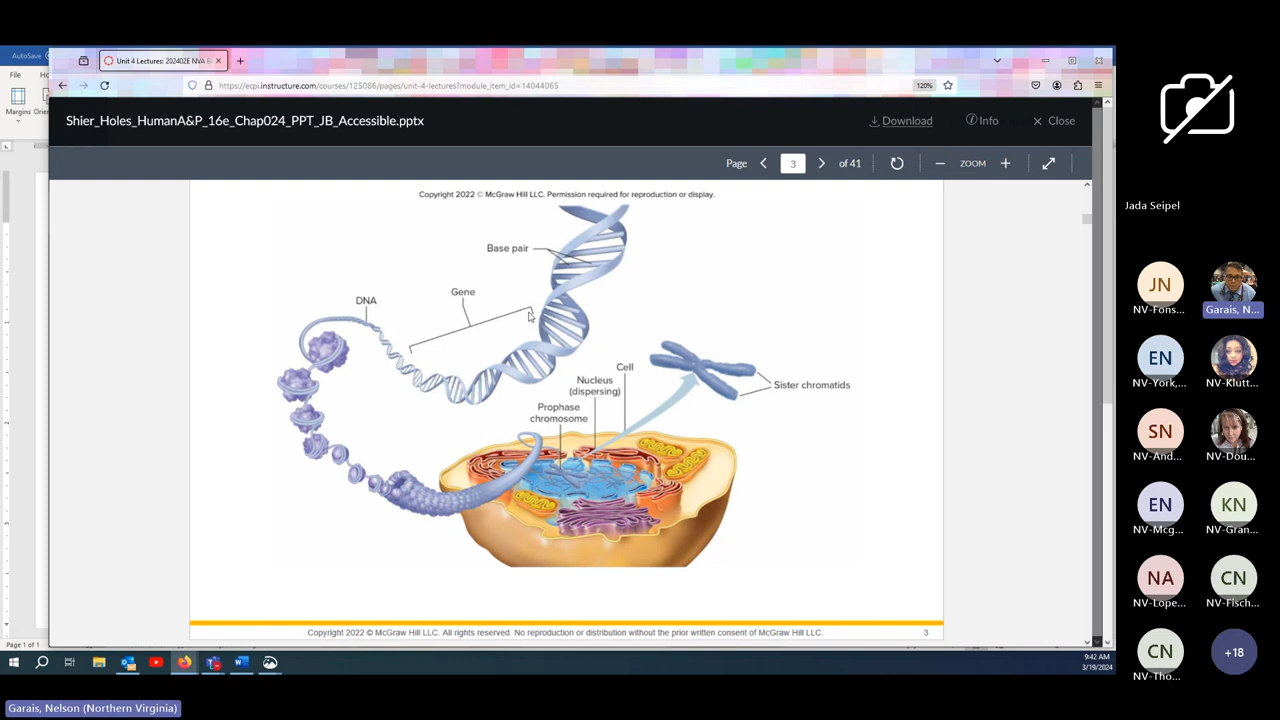 AutoSave
File
Ho
Margins
Orien
Unit 4 Lectures: 202402E NVA B
https://ecpi.instructure.com/courses/125086/pages/unit-4-lectures?module_item_id=14044065
120%
Shier_Holes_HumanA&P_16e_Chap024_PPT_JB_Accessible.pptx
Download
Info
Close
Page
3
of 41
ZOOM
Copyright 2022 © McGraw Hill LLC. Permission required for reproduction or display.
Base pair
Gene
DNA
Cell
Nucleus
(dispersing)
Sister chromatids
Prophase
chromosome
Copyright 2022 © McGraw Hill LLC. All rights reserved. No reproduction or distribution without the prior written consent of McGraw Hill LLC.
3
Page 1 of 1
9:42 AM
3/19/2024
Jada Seipel
JN
NV-Fons...
Garais, N...
EN
NV-York,...
NV-Klutt...
SN
NV-And...
NV-Dou...
EN
NV-Mcg...
KN
NV-Gran...
NA
NV-Lope...
CN
NV-Fisch...
CN
NV-Tho...
+18
Garais, Nelson (Northern Virginia)